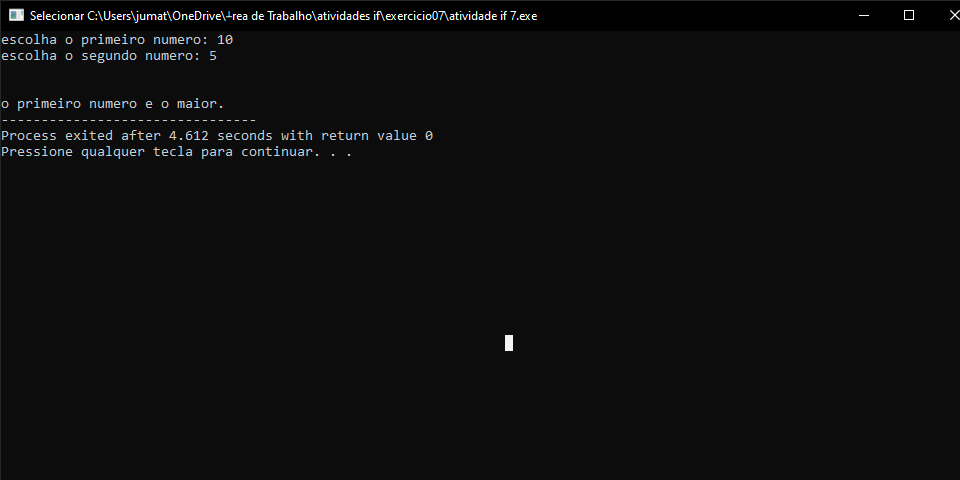 Selecionar C:\Users\jumat\OneDrive\┴rea de Trabalho\atividades if\exercicio07\atividade if 7.exe
escolha o primeiro numero: 10
escolha o segundo numero: 5
o primeiro numero e o maior.
--------------------------------
Process exited after 4.612 seconds with return value 0
Pressione qualquer tecla para continuar. . .